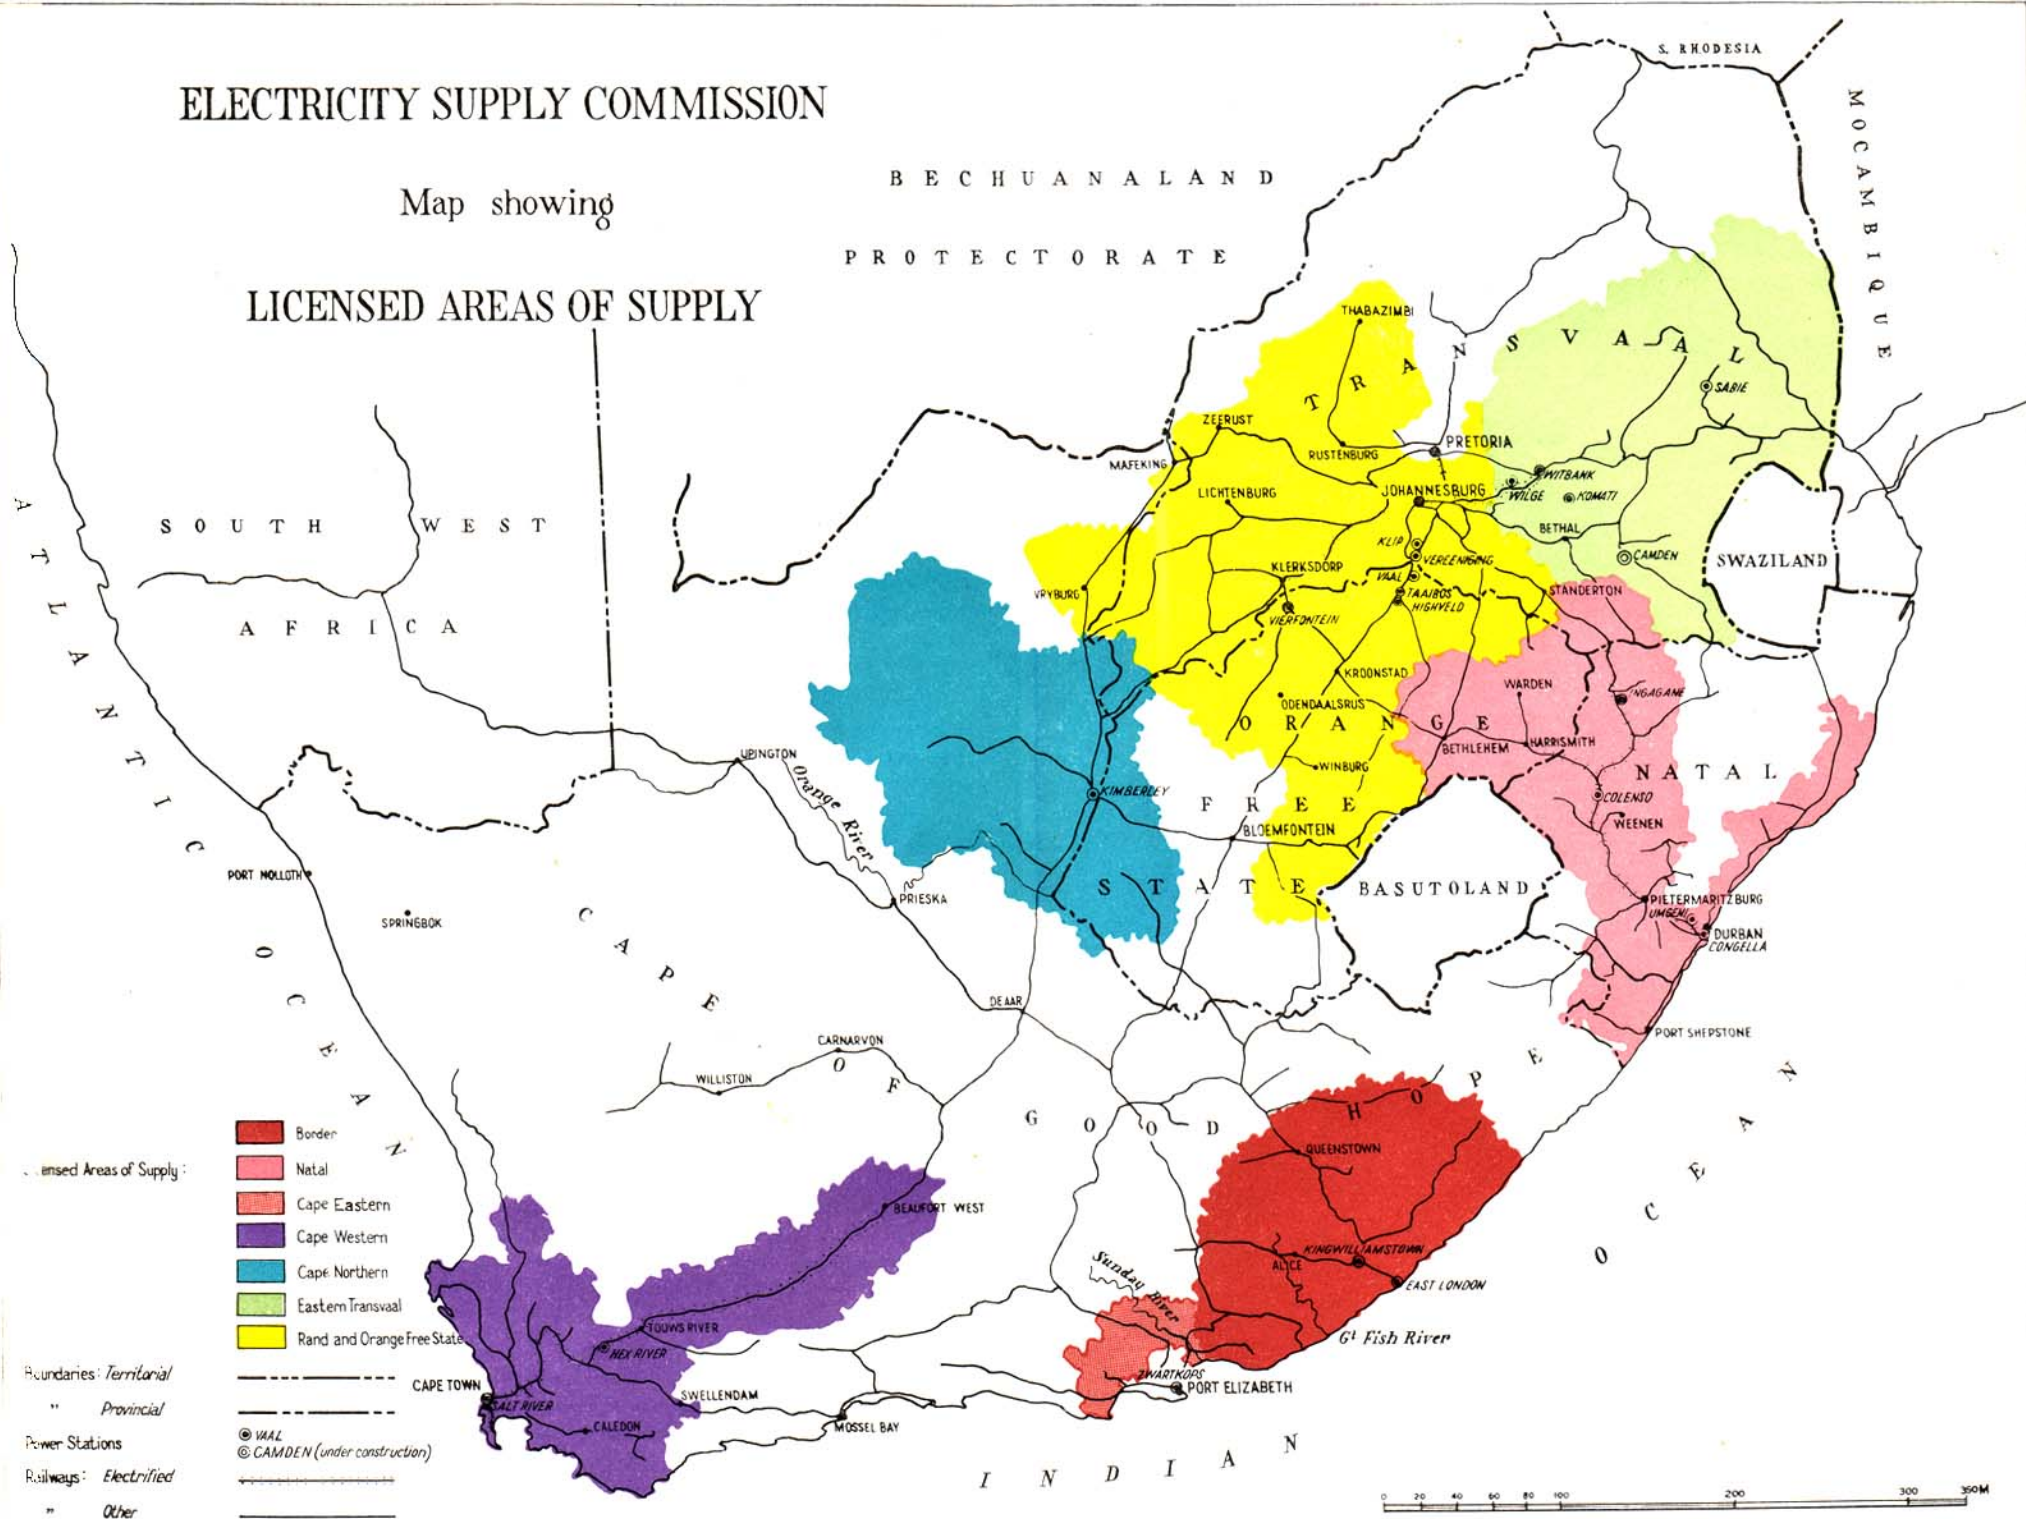 ELECTRICITY SUPPLY COMMISSION
Map showing
LICENSED AREAS OF SUPPLY
S. RHODESIA
MOCAMBIQUE
BECHUANALAND
PROTECTORATE
SOUTH WEST
AFRICA
ATLANTIC OCEAN
TRANSVAAL
THABAZIMBI
SABIE
ZEERUST
PRETORIA
RUSTENBURG
MAFEKING
WITBANK
LICHTENBURG
JOHANNESBURG
WILGE
KOMATI
BETHAL
KLIP
VEREENIGING
CAMDEN
SWAZILAND
KLERKSDORP
VAAL
VRYBURG
TAAIBOS
HIGHVELD
STANDERTON
VIERFONTEIN
KROONSTAD
WARDEN
INGAGANE
ODENDAALSRUS
ORANGE
BETHLEHEM
HARRISMITH
UPINGTON
Orange River
WINBURG
NATAL
KIMBERLEY
FREE
COLENSO
BLOEMFONTEIN
WEENEN
PORT NOLLOTH
STATE
BASUTOLAND
PRIESKA
PIETERMARITZBURG
UMGENI
SPRINGBOK
DURBAN
CONGELLA
CAPE
DE AAR
PORT SHEPSTONE
CARNARVON
OF
WILLISTON
GOOD
HOPE
QUEENSTOWN
BEAUFORT WEST
KINGWILLIAMSTOWN
ALICE
EAST LONDON
Sunday River
Gt Fish River
TOUWS RIVER
HEX RIVER
ZWARTKOPS
PORT ELIZABETH
CAPE TOWN
SALT RIVER
SWELLENDAM
CALEDON
MOSSEL BAY
INDIAN OCEAN
ensed Areas of Supply:
Border
Natal
Cape Eastern
Cape Western
Cape Northern
Eastern Transvaal
Rand and Orange Free State
Boundaries: Territorial
" Provincial
Power Stations
VAAL
CAMDEN (under construction)
Railways: Electrified
" Other
0 20 40 60 80 100 200 300 350M